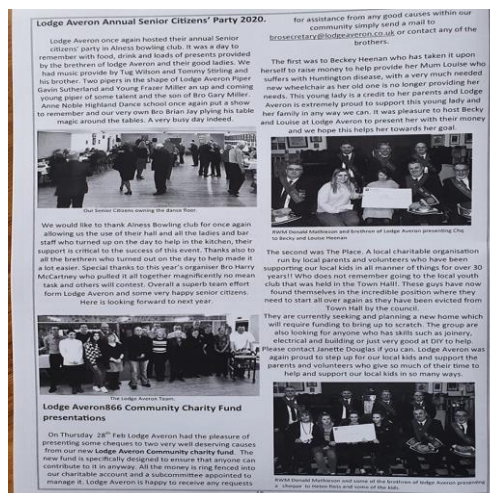 Lodge Averon Annual Senior Citizens' Party 2020.
Lodge Averon once again hosted their annual Senior
citizens' party in Alness bowling club. It was a day to
remember with food, drink and loads of presents provided
by the brethren of lodge averon and their good ladies. We
had music provide by Tug Wilson and Tommy Stirling and
his brother. Two pipers in the shape of Lodge Averon Piper
Gavin Sutherland and Young Frazer Miller an up and coming
young piper of some talent and the son of Bro Gary Miller.
Anne Noble Highland Dance school once again put a show
to remember and our very own Bro Brian Jay plying his table
magic around the tables. A very busy day indeed.
Our Senior Citizens owning the dance floor.
We would like to thank Alness Bowling club for once again
allowing us the use of their hall and all the ladies and bar
staff who turned up on the day to help in the kitchen, their
support is critical to the success of this event. Thanks also to
all the brethren who turned out on the day to help made it
a lot easier. Special thanks to this year's organiser Bro Harry
McCartney who pulled it all together magnificently no mean
task and others will contest. Overall a superb team effort
form Lodge Averon and some very happy senior citizens.
Here is looking forward to next year.
The Lodge Averon Team.
Lodge Averon866 Community Charity Fund
presentations
On Thursday 28th Feb Lodge Averon had the pleasure of
presenting some cheques to two very well deserving causes
from our new Lodge Averon Community charity fund. The
new fund is specifically designed to ensure that anyone can
contribute to it in anyway. All the money is ring fenced into
our charitable account and a subcommittee appointed to
manage it. Lodge Averon is happy to receive any requests
for assistance from any good causes within our
community simply send a mail to
brosecretary@lodgeaveron.co.uk or contact any of the
brothers.
The first was to Beckey Heenan who has taken it upon
herself to raise money to help provide her Mum Louise who
suffers with Huntington disease, with a very much needed
new wheelchair as her old one is no longer providing her
needs. This young lady is a credit to her parents and Lodge
Averon is extremely proud to support this young lady and
her family in any way we can. It was pleasure to host Becky
and Louise at Lodge Averon to present her with their money
and we hope this helps her towards her goal.
RWM Donald Mathieson and brethren of Lodge Averon presenting Chq
to Becky and Louise Heenan
The second was The Place. A local charitable organisation
run by local parents and volunteers who have been
supporting our local kids in all manner of things for over 30
years!! Who does not remember going to the local youth
club that was held in the Town Hall!. These guys have now
found themselves in the incredible position where they
need to start all over again as they have been evicted from
Town Hall by the council.
They are currently seeking and planning a new home which
will require funding to bring up to scratch. The group are
also looking for anyone who has skills such as joinery,
electrical and building or just very good at DIY to help.
Please contact Janette Douglas if you can. Lodge Averon was
again proud to step up for our local kids and support the
parents and volunteers who give so much of their time to
help and support our local kids in so many ways.
RWM Donald Mathieson and some of the brethren of lodge Averon presenting
a cheque to Helen Ross and some of the kids.